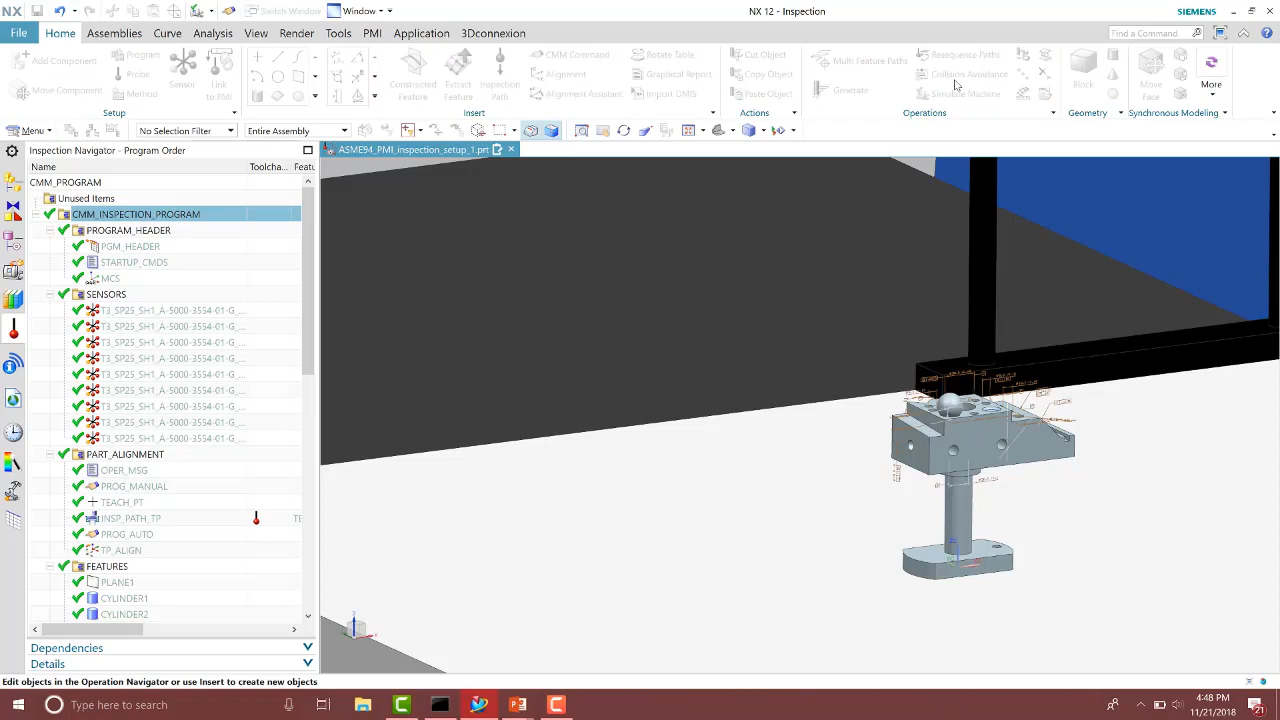 NX
Switch Window
Window
NX 12 - Inspection
SIEMENS
File
Home
Assemblies
Curve
Analysis
View
Render
Tools
PMI
Application
3Dconnexion
Find a Command
Add Component
Move Component
Program
Probe
Method
Sensor
Link to PMI
Setup
Constructed Feature
Extract Feature
Inspection Path
CMM Command
Alignment
Alignment Assistant
Rotate Table
Graphical Report
Import DMIS
Insert
Cut Object
Copy Object
Paste Object
Actions
Multi Feature Paths
Generate
Resequence Paths
Collision Avoidance
Simulate Machine
Operations
Block
Geometry
Move Face
Synchronous Modeling
More
Menu
No Selection Filter
Entire Assembly
Inspection Navigator - Program Order
ASME94_PMI_inspection_setup_1.prt
Name
Toolcha...
Featu
CMM_PROGRAM
Unused Items
CMM_INSPECTION_PROGRAM
PROGRAM_HEADER
PGM_HEADER
STARTUP_CMDS
MCS
SENSORS
T3_SP25_SH1_A-5000-3554-01-G_...
T3_SP25_SH1_A-5000-3554-01-G_...
T3_SP25_SH1_A-5000-3554-01-G_...
T3_SP25_SH1_A-5000-3554-01-G_...
T3_SP25_SH1_A-5000-3554-01-G_...
T3_SP25_SH1_A-5000-3554-01-G_...
T3_SP25_SH1_A-5000-3554-01-G_...
T3_SP25_SH1_A-5000-3554-01-G_...
T3_SP25_SH1_A-5000-3554-01-G_...
PART_ALIGNMENT
OPER_MSG
PROG_MANUAL
TEACH_PT
INSP_PATH_TP
TE
PROG_AUTO
TP_ALIGN
FEATURES
PLANE1
CYLINDER1
CYLINDER2
Dependencies
Details
Edit objects in the Operation Navigator or use Insert to create new objects
Type here to search
4:48 PM
11/21/2018
21